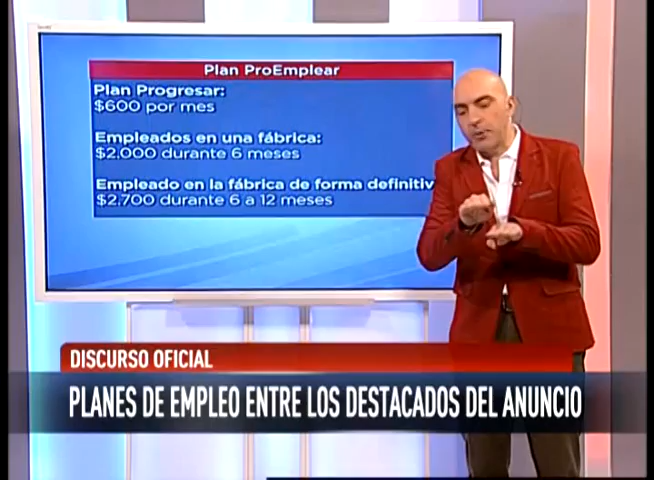 Plan ProEmplear
Plan Progresar:
$600 por mes
Empleados en una fábrica:
$2.000 durante 6 meses
Empleado en la fábrica de forma definitiv
$2.700 durante 6 a 12 meses
DISCURSO OFICIAL
PLANES DE EMPLEO ENTRE LOS DESTACADOS DEL ANUNCIO